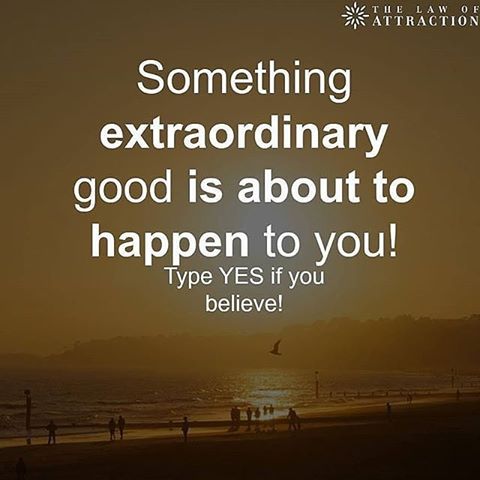 THE LAW OF
ATTRACTION
Something
extraordinary
good is about to
happen to you!
Type YES if you
believe!